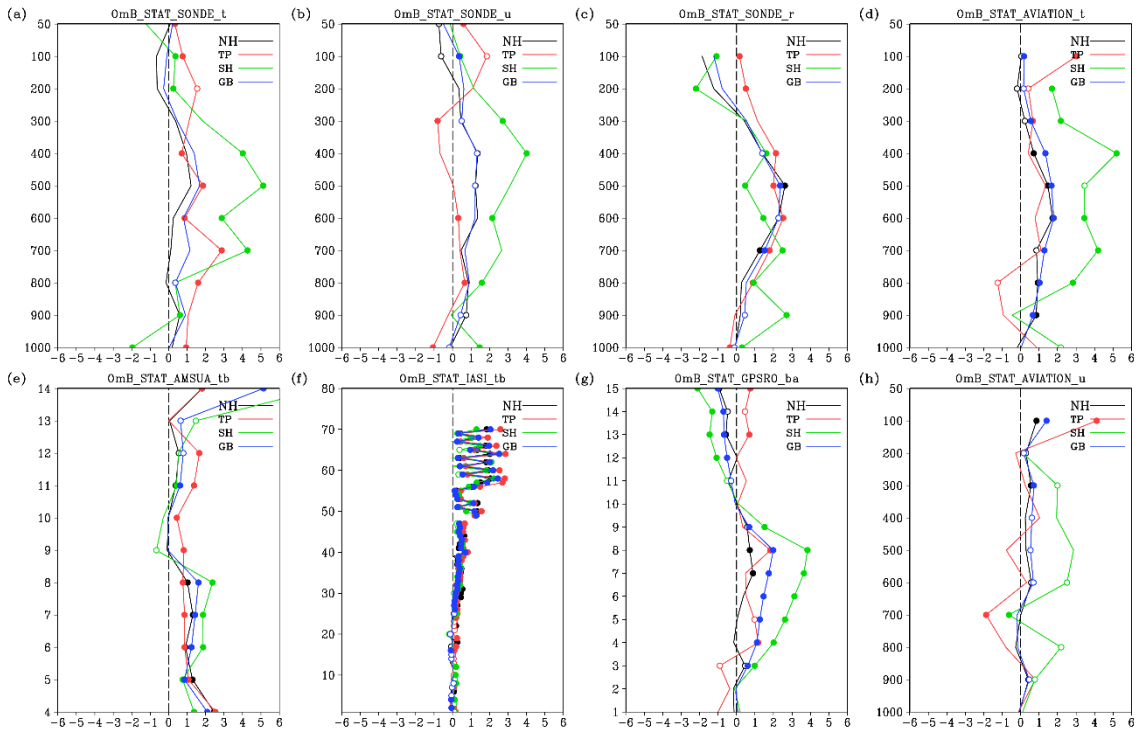 (a) OmB_STAT_SONDE_t
(b) OmB_STAT_SONDE_u
(c) OmB_STAT_SONDE_r
(d) OmB_STAT_AVIATION_t
50
100
200
300
400
500
600
700
800
900
1000
NH
TP
SH
GB
-6 -5 -4 -3 -2 -1 0 1 2 3 4 5 6
50
100
200
300
400
500
600
700
800
900
1000
NH
TP
SH
GB
-6 -5 -4 -3 -2 -1 0 1 2 3 4 5 6
50
100
200
300
400
500
600
700
800
900
1000
NH
TP
SH
GB
-6 -5 -4 -3 -2 -1 0 1 2 3 4 5 6
50
100
200
300
400
500
600
700
800
900
1000
NH
TP
SH
GB
-6 -5 -4 -3 -2 -1 0 1 2 3 4 5 6
(e) OmB_STAT_AMSUA_tb
(f) OmB_STAT_IASI_tb
(g) OmB_STAT_GPSRO_ba
(h) OmB_STAT_AVIATION_u
14
13
12
11
10
9
8
7
6
5
4
NH
TP
SH
GB
-6 -5 -4 -3 -2 -1 0 1 2 3 4 5 6
80
70
60
50
40
30
20
10
0
NH
TP
SH
GB
-6 -5 -4 -3 -2 -1 0 1 2 3 4 5 6
15
14
13
12
11
10
9
8
7
6
5
4
3
2
1
NH
TP
SH
GB
-6 -5 -4 -3 -2 -1 0 1 2 3 4 5 6
50
100
200
300
400
500
600
700
800
900
1000
NH
TP
SH
GB
-6 -5 -4 -3 -2 -1 0 1 2 3 4 5 6